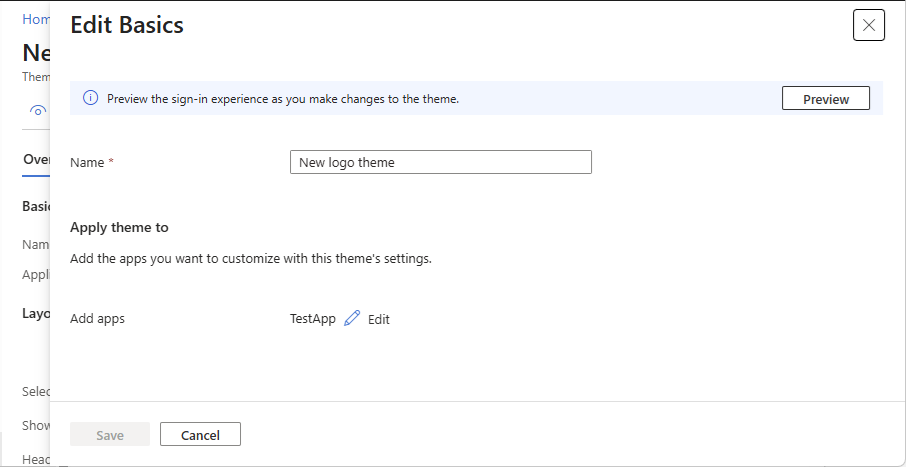 Hom
Edit Basics
Ne
Them
Preview the sign-in experience as you make changes to the theme.
Preview
Over
Name *
New logo theme
Basic
Apply theme to
Nam
Add the apps you want to customize with this theme's settings.
Appli
Layo
Add apps
TestApp
Edit
Selec
Show
Save
Cancel
Head